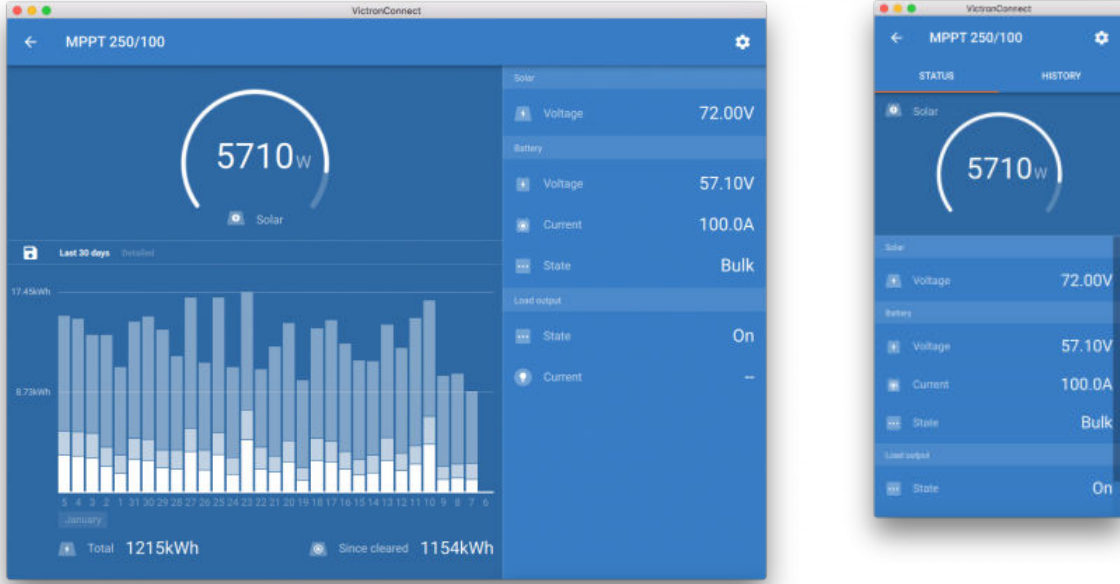 VictronConnect
MPPT 250/100
5710W
Solar
Last 30 days Detailed
17.45kWh
8.73kWh
5 4 3 2 1 31 30 29 28 27 26 25 24 23 22 21 20 19 18 17 16 15 14 13 12 11 10 9 8 7 6
January
Total 1215kWh
Since cleared 1154kWh
Solar
Voltage 72.00V
Battery
Voltage 57.10V
Current 100.0A
State Bulk
Load output
State On
Current --
VictronConnect
MPPT 250/100
STATUS HISTORY
Solar
5710W
Solar
Voltage 72.00V
Battery
Voltage 57.10V
Current 100.0A
State Bulk
Load output
State On